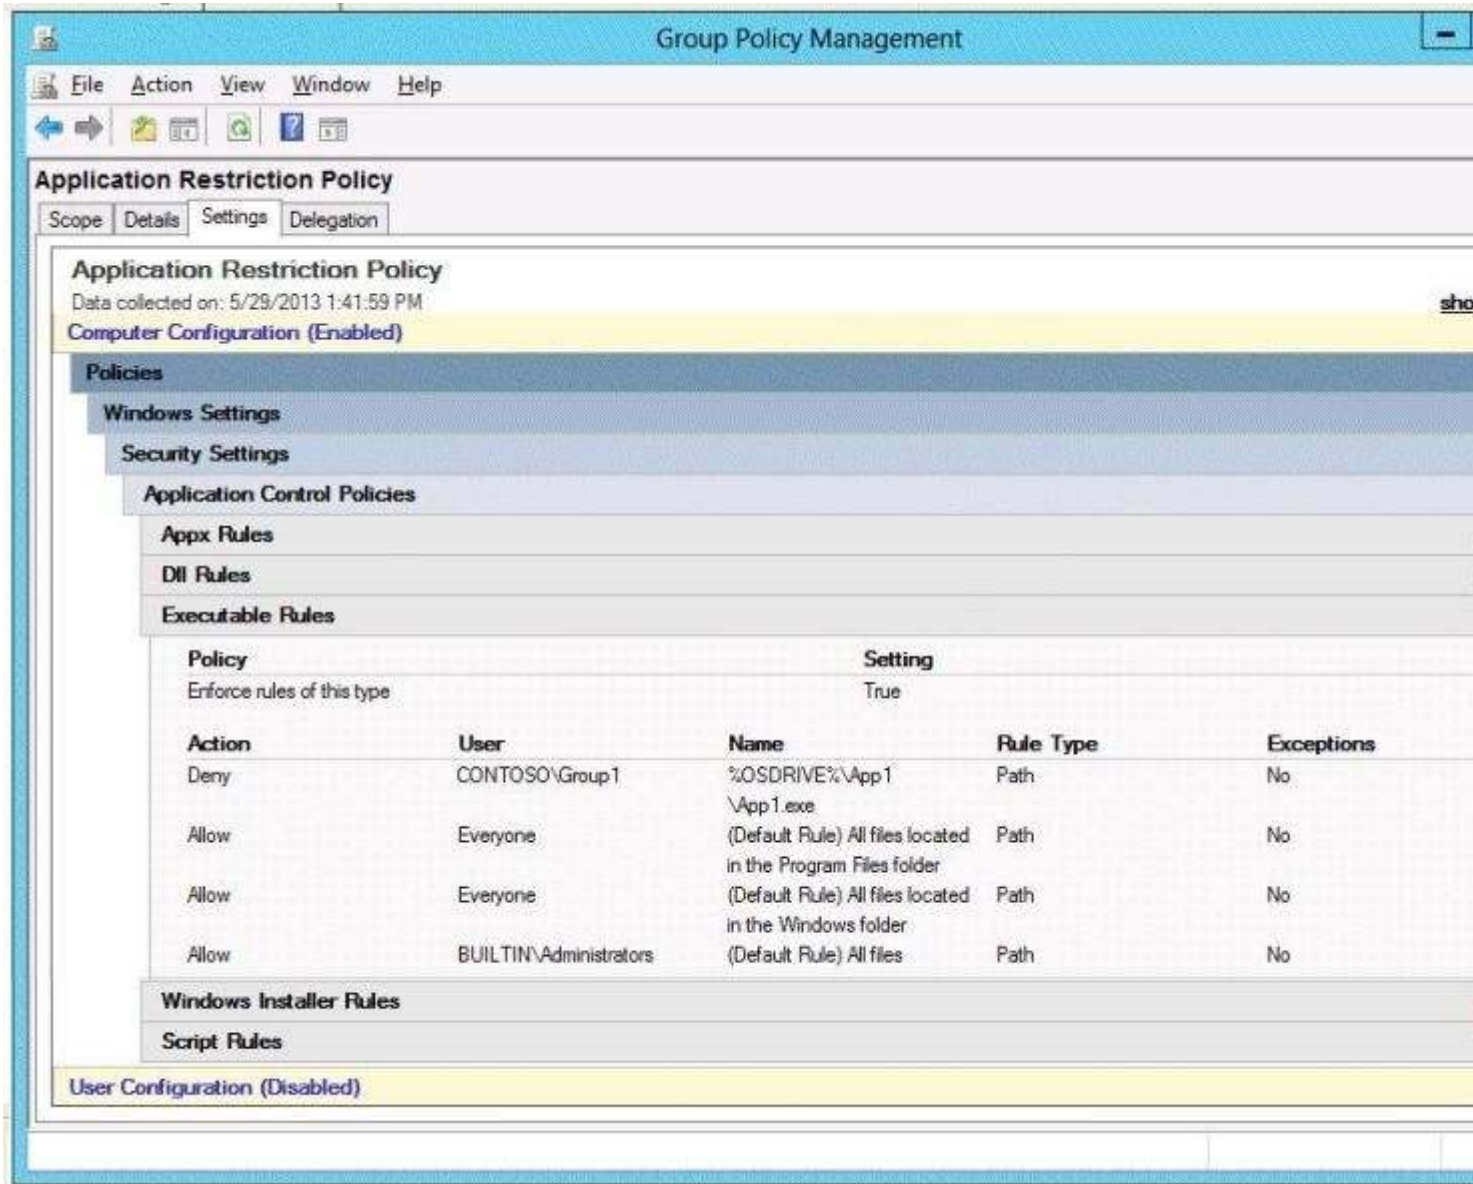 Group Policy Management
File Action View Window Help
Application Restriction Policy
Scope Details Settings Delegation
Application Restriction Policy
Data collected on: 5/29/2013 1:41:59 PM
sho
Computer Configuration (Enabled)
Policies
Windows Settings
Security Settings
Application Control Policies
Appx Rules
Dll Rules
Executable Rules
Policy Setting
Enforce rules of this type True
Action User Name Rule Type Exceptions
Deny CONTOSO\Group1 %OSDRIVE%\App1 Path No
\App1.exe
Allow Everyone (Default Rule) All files located Path No
in the Program Files folder
Allow Everyone (Default Rule) All files located Path No
in the Windows folder
Allow BUILTIN\Administrators (Default Rule) All files Path No
Windows Installer Rules
Script Rules
User Configuration (Disabled)